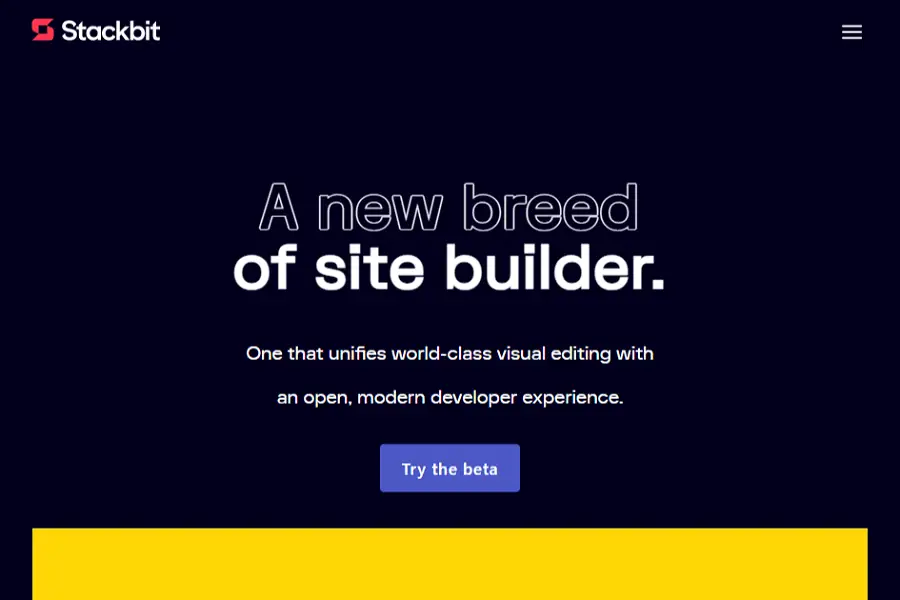 Stackbit
A new breed
of site builder.
One that unifies world-class visual editing with
an open, modern developer experience.
Try the beta